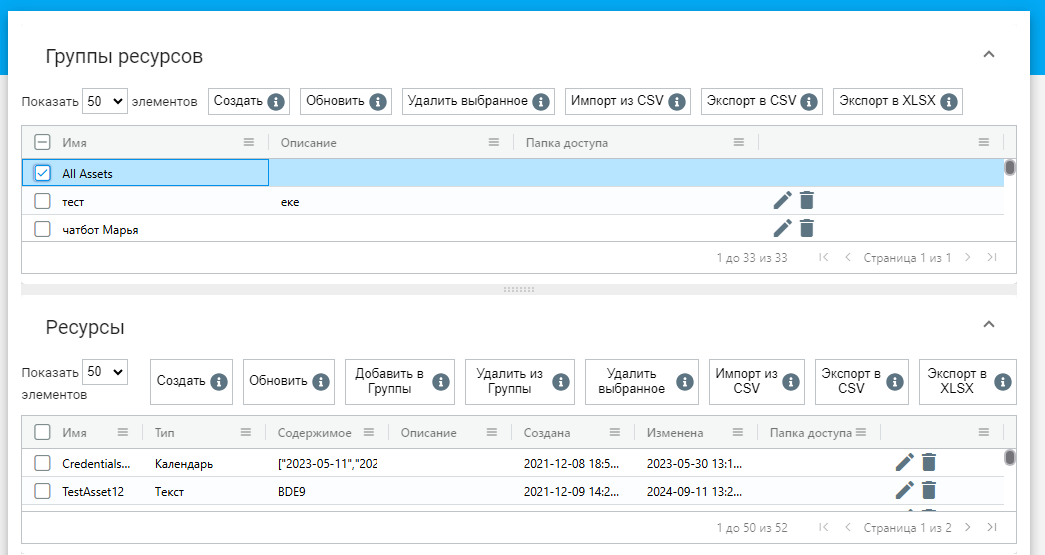 Группы ресурсов
Показать 50 элементов Создать Обновить Удалить выбранное Импорт из CSV Экспорт в CSV Экспорт в XLSX
Имя Описание Папка доступа
All Assets
тест еке
чатбот Марья
1 до 33 из 33 Страница 1 из 1
Ресурсы
Показать 50 элементов Создать Обновить Добавить в Группы Удалить из Группы Удалить выбранное Импорт из CSV Экспорт в CSV Экспорт в XLSX
Имя Тип Содержимое Описание Создана Изменена Папка доступа
Credentials... Календарь ["2023-05-11","202 2021-12-08 18:5... 2023-05-30 13:1...
TestAsset12 Текст BDE9 2021-12-09 14:2... 2024-09-11 13:2...
1 до 50 из 52 Страница 1 из 2